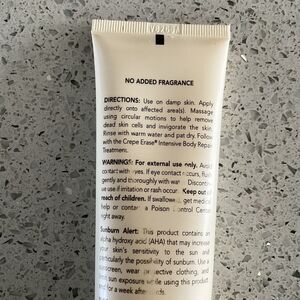 NO ADDED FRAGRANCE
DIRECTIONS: Use on damp skin. Apply
directly onto affected area(s). Massage
using circular motions to help remove
dead skin cells and invigorate the skin.
Rinse with warm water and pat dry. Follow
with the Crepe Erase® Intensive Body Repair
Treatment.
WARNINGS: For external use only. Avoid
contact with eyes. If eye contact occurs, flush
gently and thoroughly with water. Discontinue
use if irritation or rash occur. Keep out of
reach of children. If swallowed, get medical
help or contact a Poison Control Center
right away.
Sunburn Alert: This product contains an
alpha hydroxy acid (AHA) that may increase
your skin's sensitivity to the sun and
particularly the possibility of sunburn. Use a
sunscreen, wear protective clothing, and
limit sun exposure while using this product
and for a week afterwards.